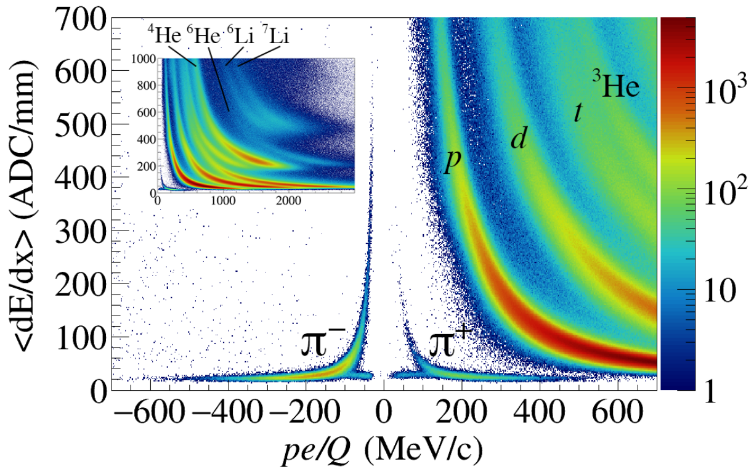 700
600
500
400
300
200
100
0
<dE/dx> (ADC/mm)
⁴He ⁶He ⁶Li ⁷Li
1000
800
600
400
200
0
0 1000 2000
p d t ³He
π⁻ π⁺
−600 −400 −200 0 200 400 600
pe/Q (MeV/c)
10³
10²
10
1